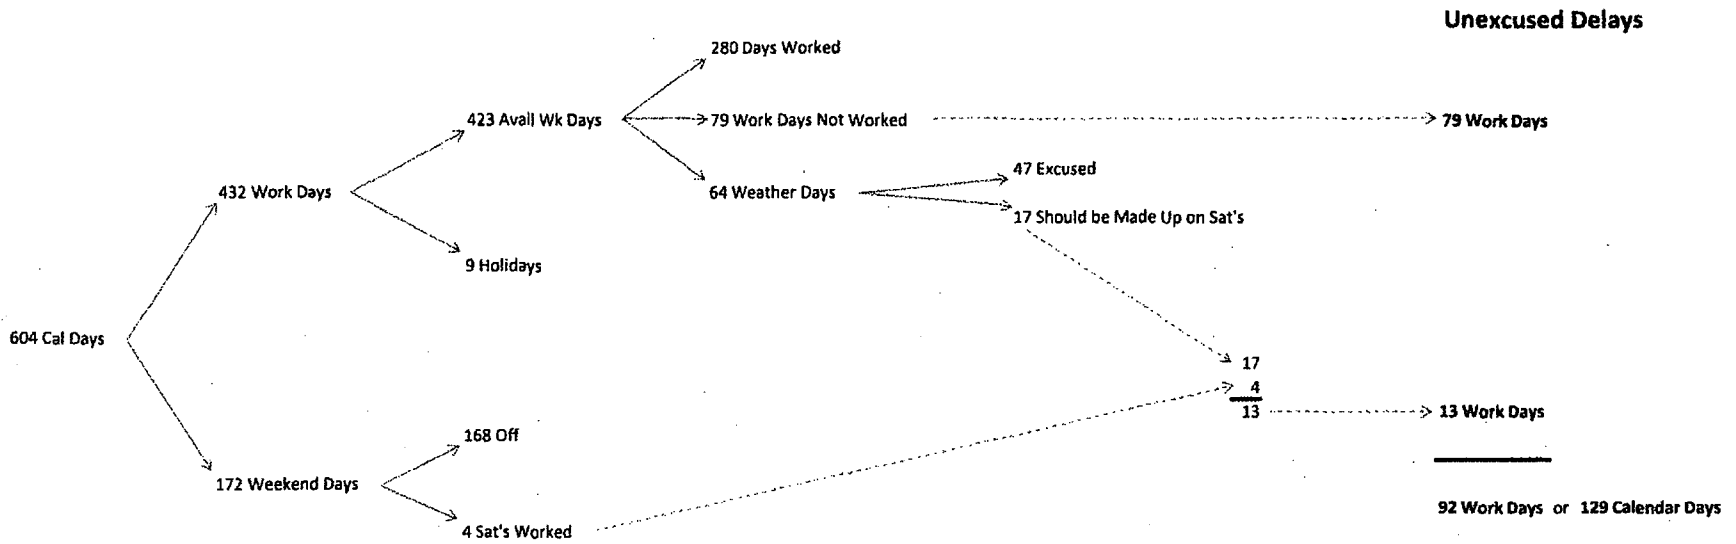 Unexcused Delays
280 Days Worked
423 Avall Wk Days
79 Work Days Not Worked
79 Work Days
47 Excused
432 Work Days
64 Weather Days
17 Should be Made Up on Sat's
9 Holidays
604 Cal Days
17
4
13
13 Work Days
168 Off
172 Weekend Days
4 Sat's Worked
92 Work Days or 129 Calendar Days